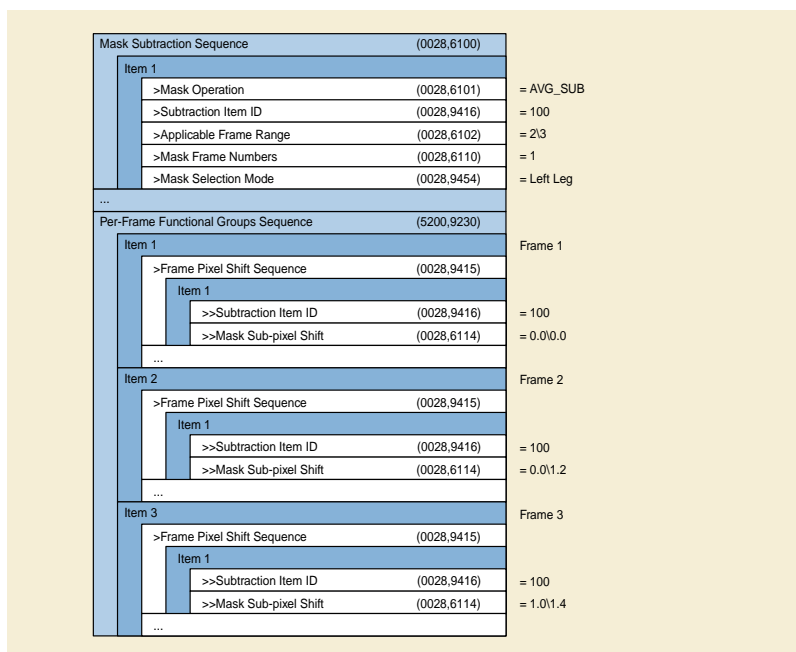 Mask Subtraction Sequence (0028,6100)
Item 1
>Mask Operation (0028,6101) = AVG_SUB
>Subtraction Item ID (0028,9416) = 100
>Applicable Frame Range (0028,6102) = 2\3
>Mask Frame Numbers (0028,6110) = 1
>Mask Selection Mode (0028,9454) = Left Leg
...
Per-Frame Functional Groups Sequence (5200,9230)
Item 1 Frame 1
>Frame Pixel Shift Sequence (0028,9415)
Item 1
>>Subtraction Item ID (0028,9416) = 100
>>Mask Sub-pixel Shift (0028,6114) = 0.0\0.0
...
Item 2 Frame 2
>Frame Pixel Shift Sequence (0028,9415)
Item 1
>>Subtraction Item ID (0028,9416) = 100
>>Mask Sub-pixel Shift (0028,6114) = 0.0\1.2
...
Item 3 Frame 3
>Frame Pixel Shift Sequence (0028,9415)
Item 1
>>Subtraction Item ID (0028,9416) = 100
>>Mask Sub-pixel Shift (0028,6114) = 1.0\1.4
...